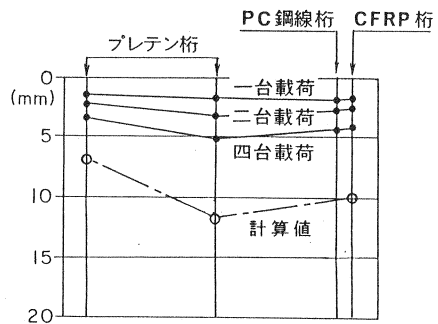 PC鋼線桁 CFRP桁
プレテン桁
0
(mm)
一台載荷
二台載荷
5
四台載荷
10
計算値
15
20